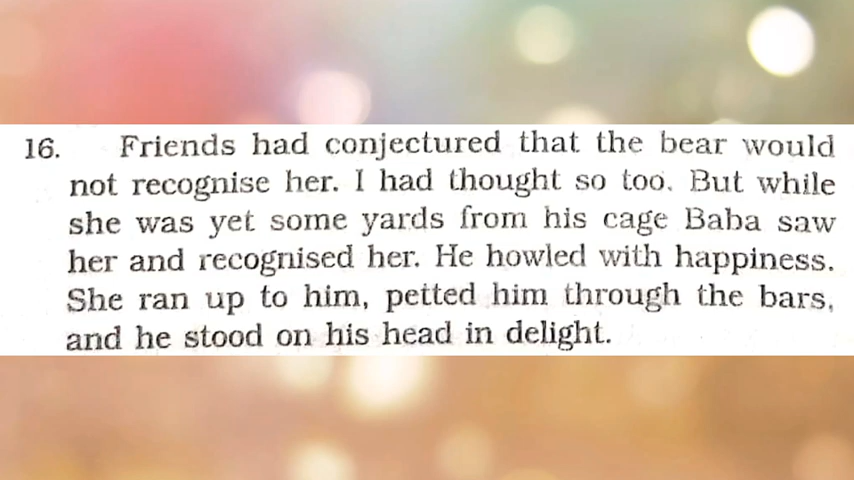 16. Friends had conjectured that the bear would
not recognise her. I had thought so too. But while
she was yet some yards from his cage Baba saw
her and recognised her. He howled with happiness.
She ran up to him, petted him through the bars,
and he stood on his head in delight.